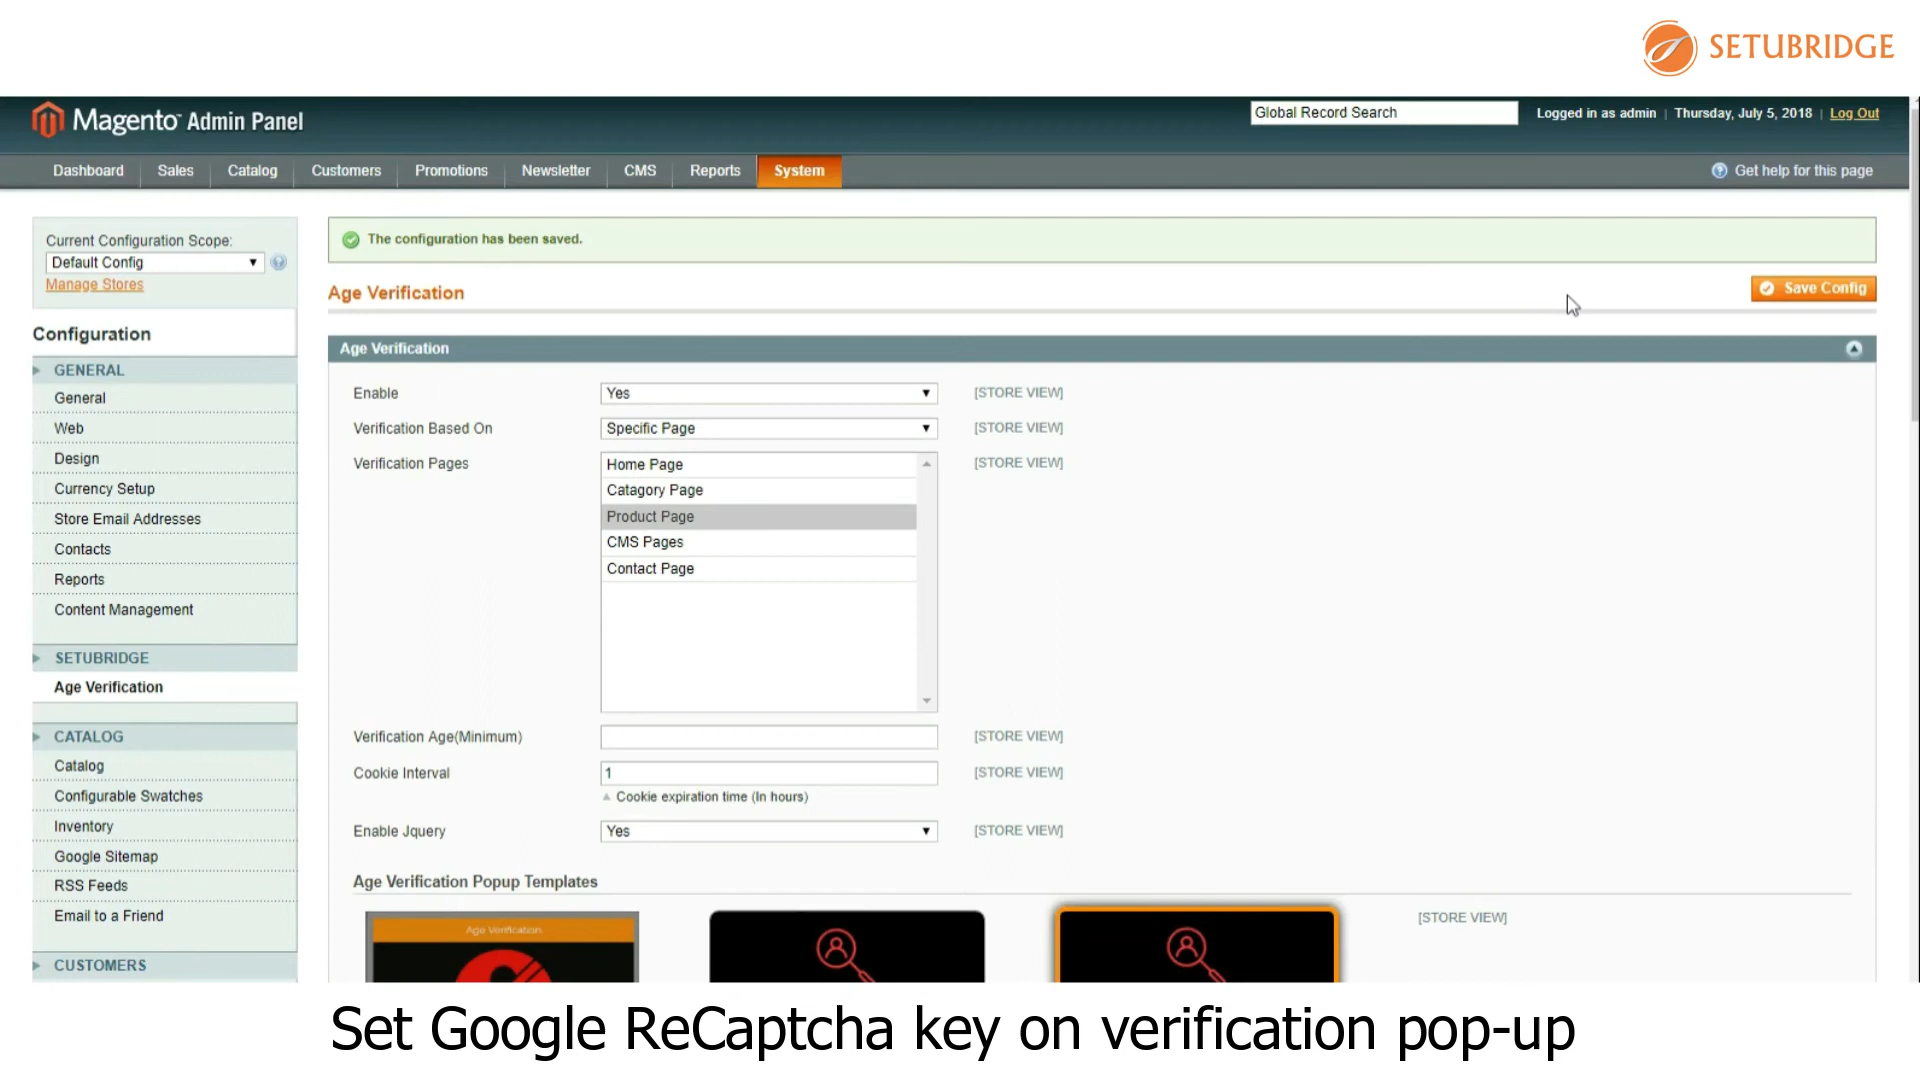 SETUBRIDGE
Magento Admin Panel
Global Record Search
Logged in as admin | Thursday, July 5, 2018 | Log Out
Dashboard Sales Catalog Customers Promotions Newsletter CMS Reports System
Get help for this page
Current Configuration Scope:
Default Config
Manage Stores
Configuration
GENERAL
General
Web
Design
Currency Setup
Store Email Addresses
Contacts
Reports
Content Management
SETUBRIDGE
Age Verification
CATALOG
Catalog
Configurable Swatches
Inventory
Google Sitemap
RSS Feeds
Email to a Friend
CUSTOMERS
The configuration has been saved.
Age Verification
Save Config
Age Verification
Enable Yes [STORE VIEW]
Verification Based On Specific Page [STORE VIEW]
Verification Pages [STORE VIEW]
Home Page
Catagory Page
Product Page
CMS Pages
Contact Page
Verification Age(Minimum) [STORE VIEW]
Cookie Interval 1 [STORE VIEW]
Cookie expiration time (In hours)
Enable Jquery Yes [STORE VIEW]
Age Verification Popup Templates
Age Verification
[STORE VIEW]
Set Google ReCaptcha key on verification pop-up